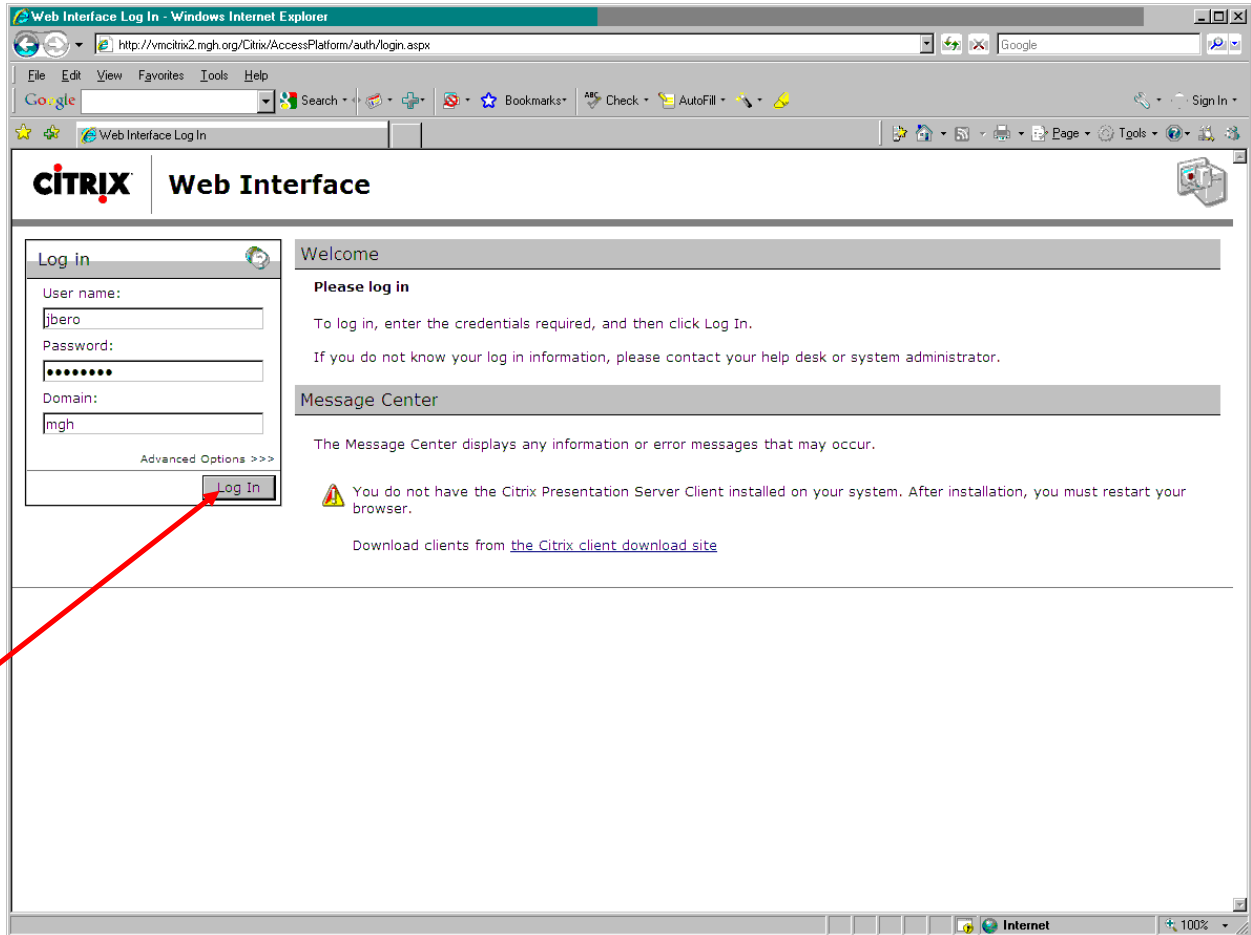 Web Interface Log In - Windows Internet Explorer
http://vmcitrix2.mgh.org/Citrix/AccessPlatform/auth/login.aspx
Google
File Edit View Favorites Tools Help
Google Search Bookmarks Check AutoFill Sign In
Web Interface Log In
Page Tools
CITRIX Web Interface
Log in
User name:
jbero
Password:
••••••••
Domain:
mgh
Advanced Options >>>
Log In
Welcome
Please log in
To log in, enter the credentials required, and then click Log In.
If you do not know your log in information, please contact your help desk or system administrator.
Message Center
The Message Center displays any information or error messages that may occur.
You do not have the Citrix Presentation Server Client installed on your system. After installation, you must restart your
browser.
Download clients from the Citrix client download site
Internet 100%